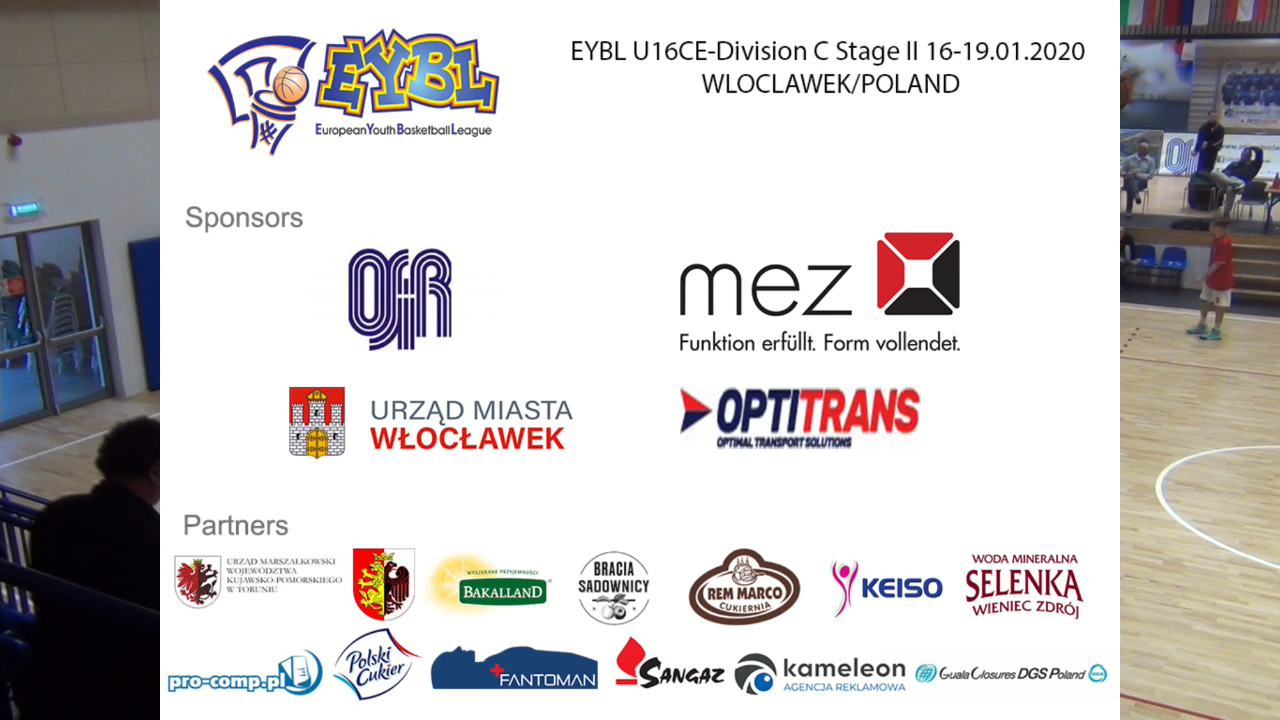 EYBL
EuropeanYouthBasketballLeague
EYBL U16CE-Division C Stage II 16-19.01.2020
WLOCLAWEK/POLAND
Sponsors
mez
Funktion erfüllt. Form vollendet.
URZĄD MIASTA
WŁOCŁAWEK
OPTITRANS
OPTIMAL TRANSPORT SOLUTIONS
Partners
URZĄD MARSZAŁKOWSKI
WOJEWÓDZTWA
KUJAWSKO-POMORSKIEGO
W TORUNIU
WYSZUKANE PRZYJEMNOŚCI
BAKALLAND
BRACIA
SADOWNICY
REM MARCO
CUKIERNIA
KEISO
WODA MINERALNA
SELENKA
WIENIEC ZDRÓJ
pro-comp.pl
Polski
Cukier
FANTOMAN
SANGAZ
kameleon
AGENCJA REKLAMOWA
Guala Closures DGS Poland